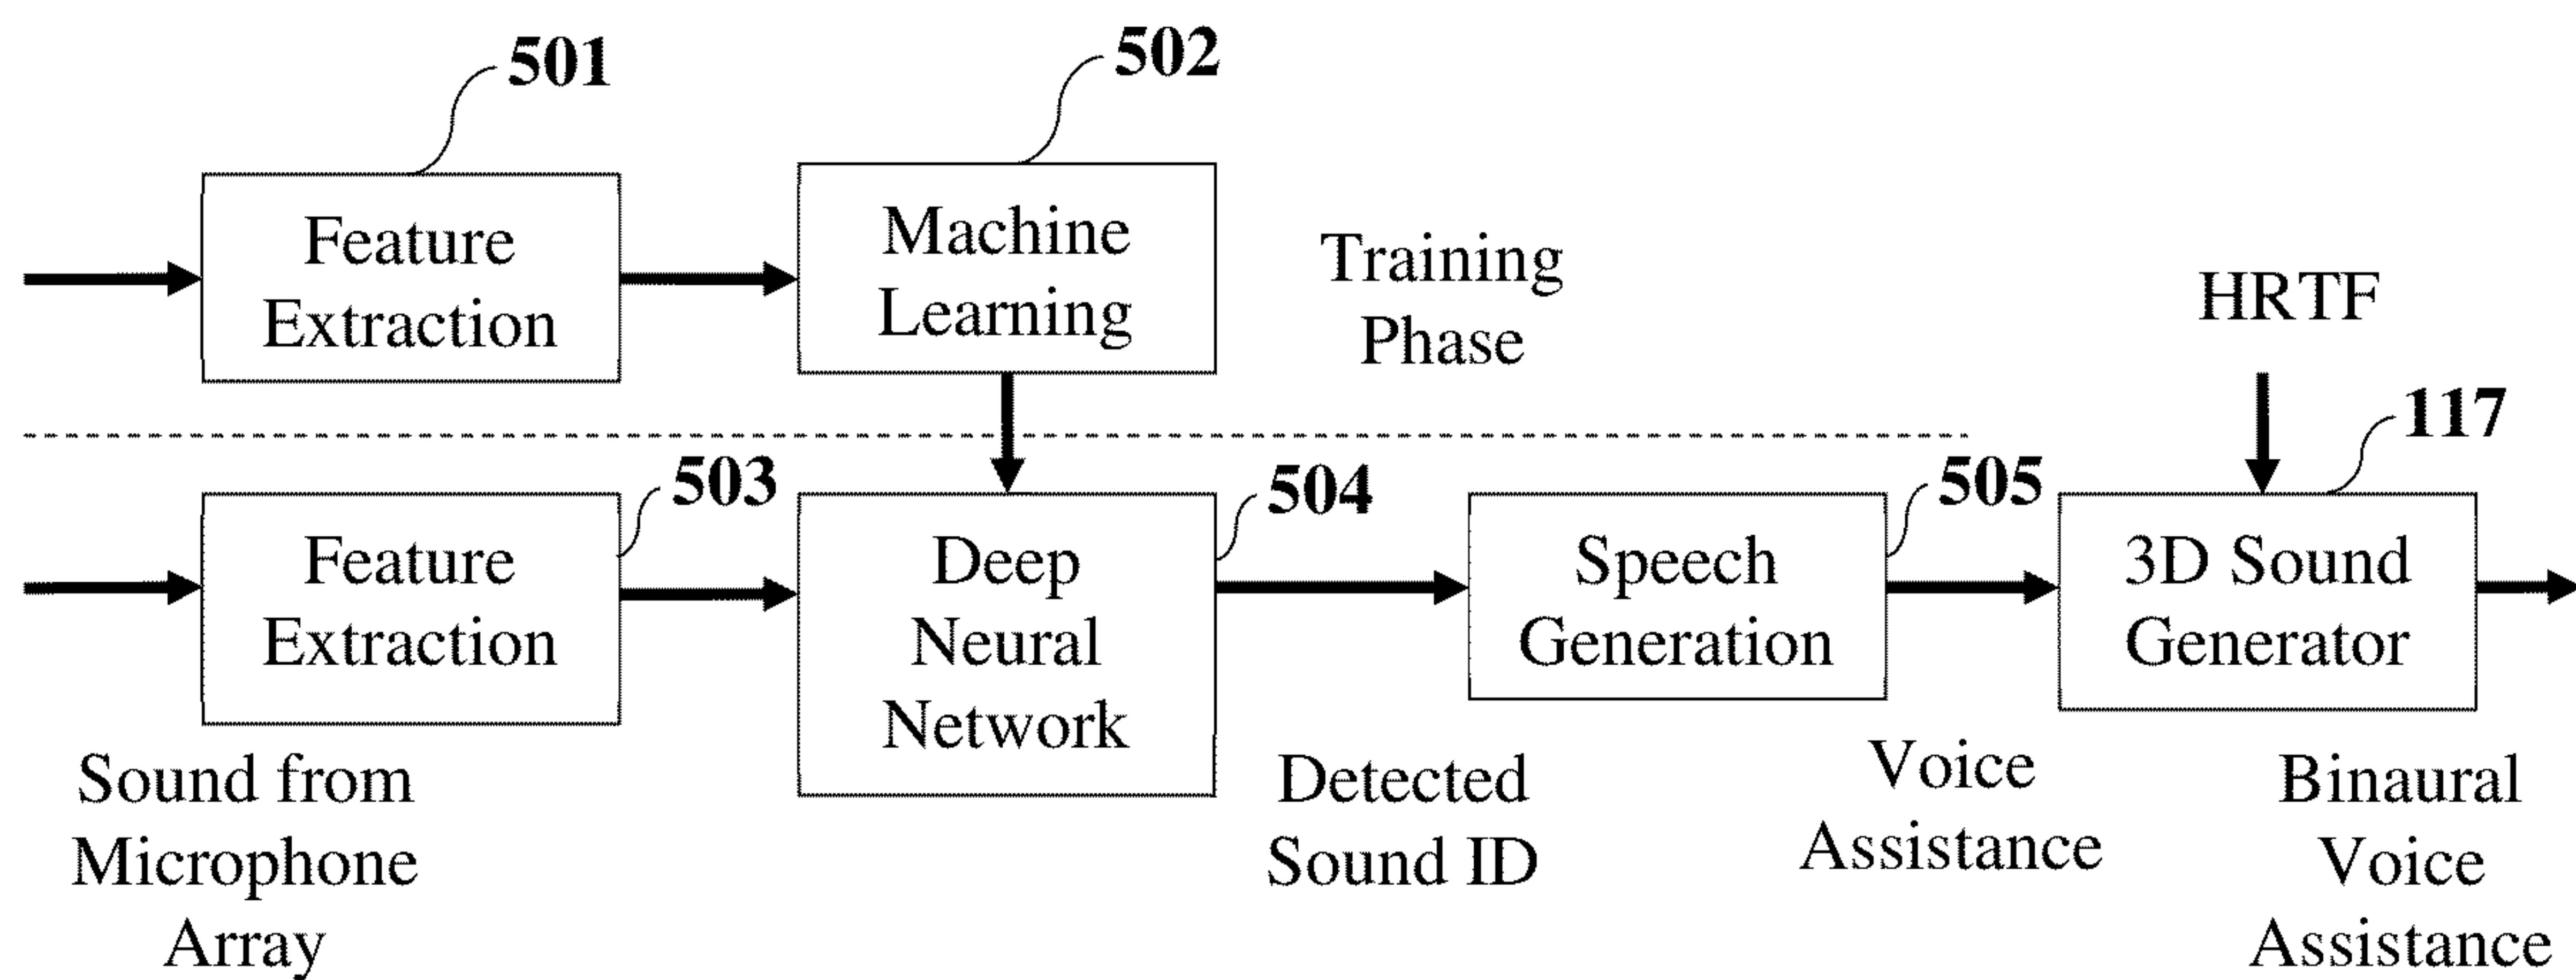 501
502
Feature
Extraction
Machine
Learning
Training
Phase
HRTF
117
503
504
505
Feature
Extraction
Deep
Neural
Network
Speech
Generation
3D Sound
Generator
Sound from
Microphone
Array
Detected
Sound ID
Voice
Assistance
Binaural
Voice
Assistance